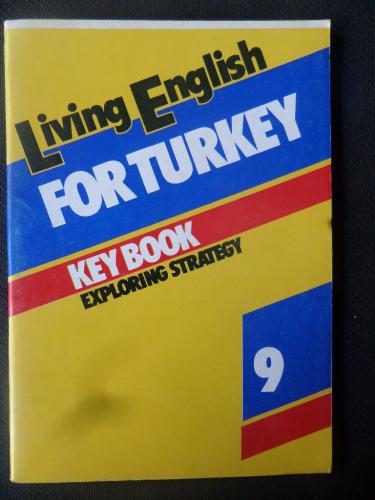 Living English
FOR TURKEY
KEY BOOK
EXPLORING STRATEGY
9